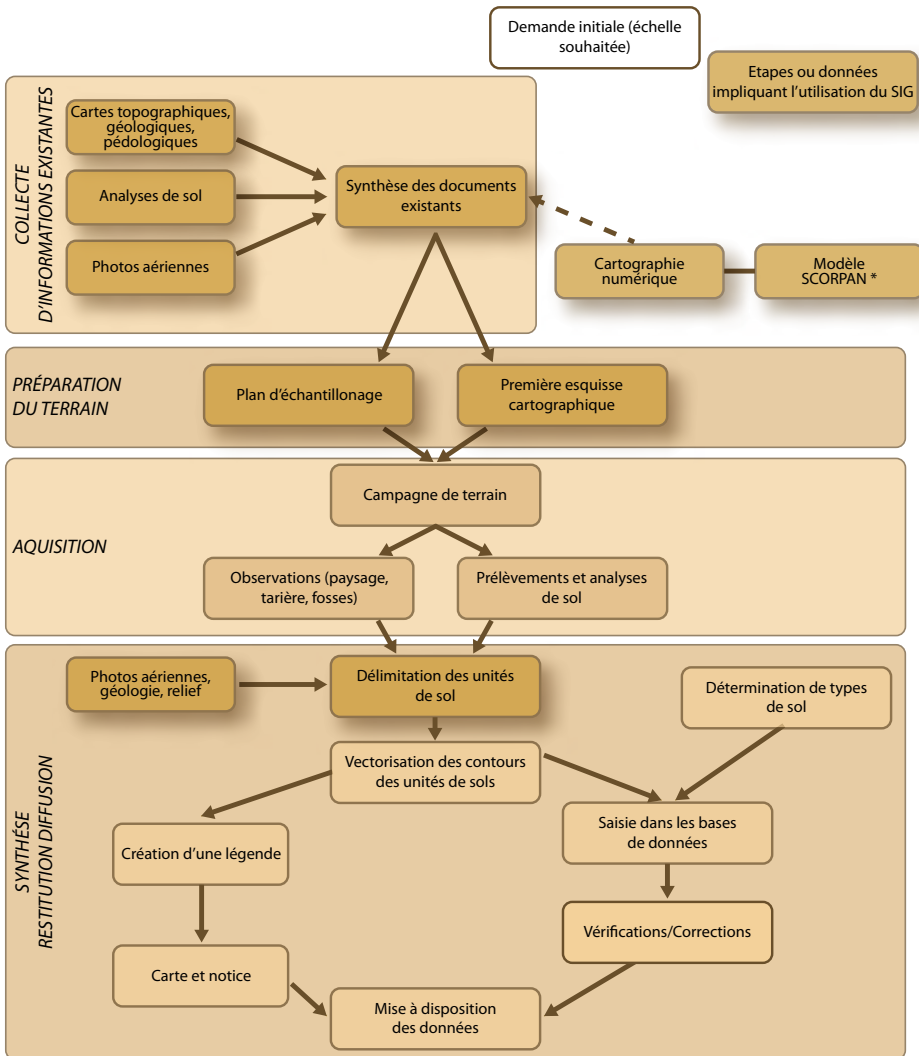 Demande initiale (échelle
souhaitée)
Etapes ou données
impliquant l'utilisation du SIG
COLLECTE
D'INFORMATIONS EXISTANTES
Cartes topographiques,
géologiques,
pédologiques
Analyses de sol
Photos aériennes
Synthèse des documents
existants
Cartographie
numérique
Modèle
SCORPAN *
PRÉPARATION
DU TERRAIN
Plan d'échantillonage
Première esquisse
cartographique
AQUISITION
Campagne de terrain
Observations (paysage,
tarière, fosses)
Prélèvements et analyses
de sol
SYNTHÉSE
RESTITUTION DIFFUSION
Photos aériennes,
géologie, relief
Délimitation des unités
de sol
Détermination de types
de sol
Vectorisation des contours
des unités de sols
Création d'une légende
Saisie dans les bases
de données
Vérifications/Corrections
Carte et notice
Mise à disposition
des données